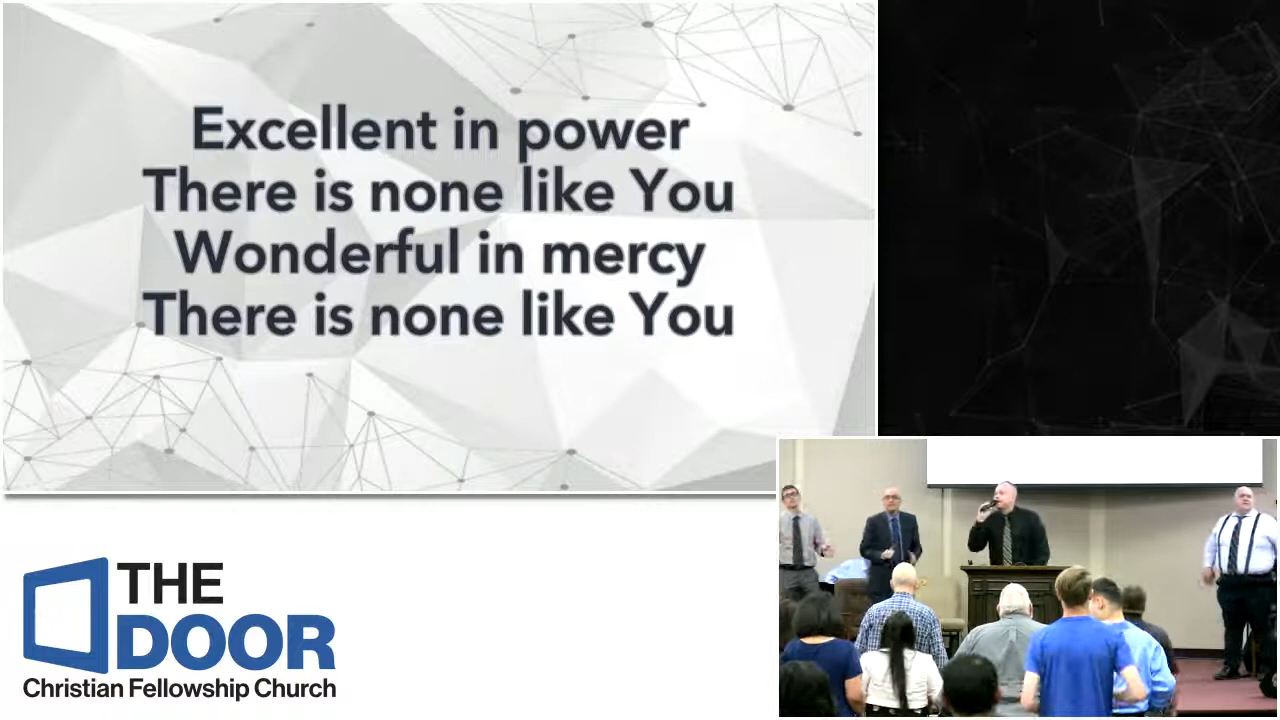 Excellent in power
There is none like You
Wonderful in mercy
There is none like You
THE
DOOR
Christian Fellowship Church